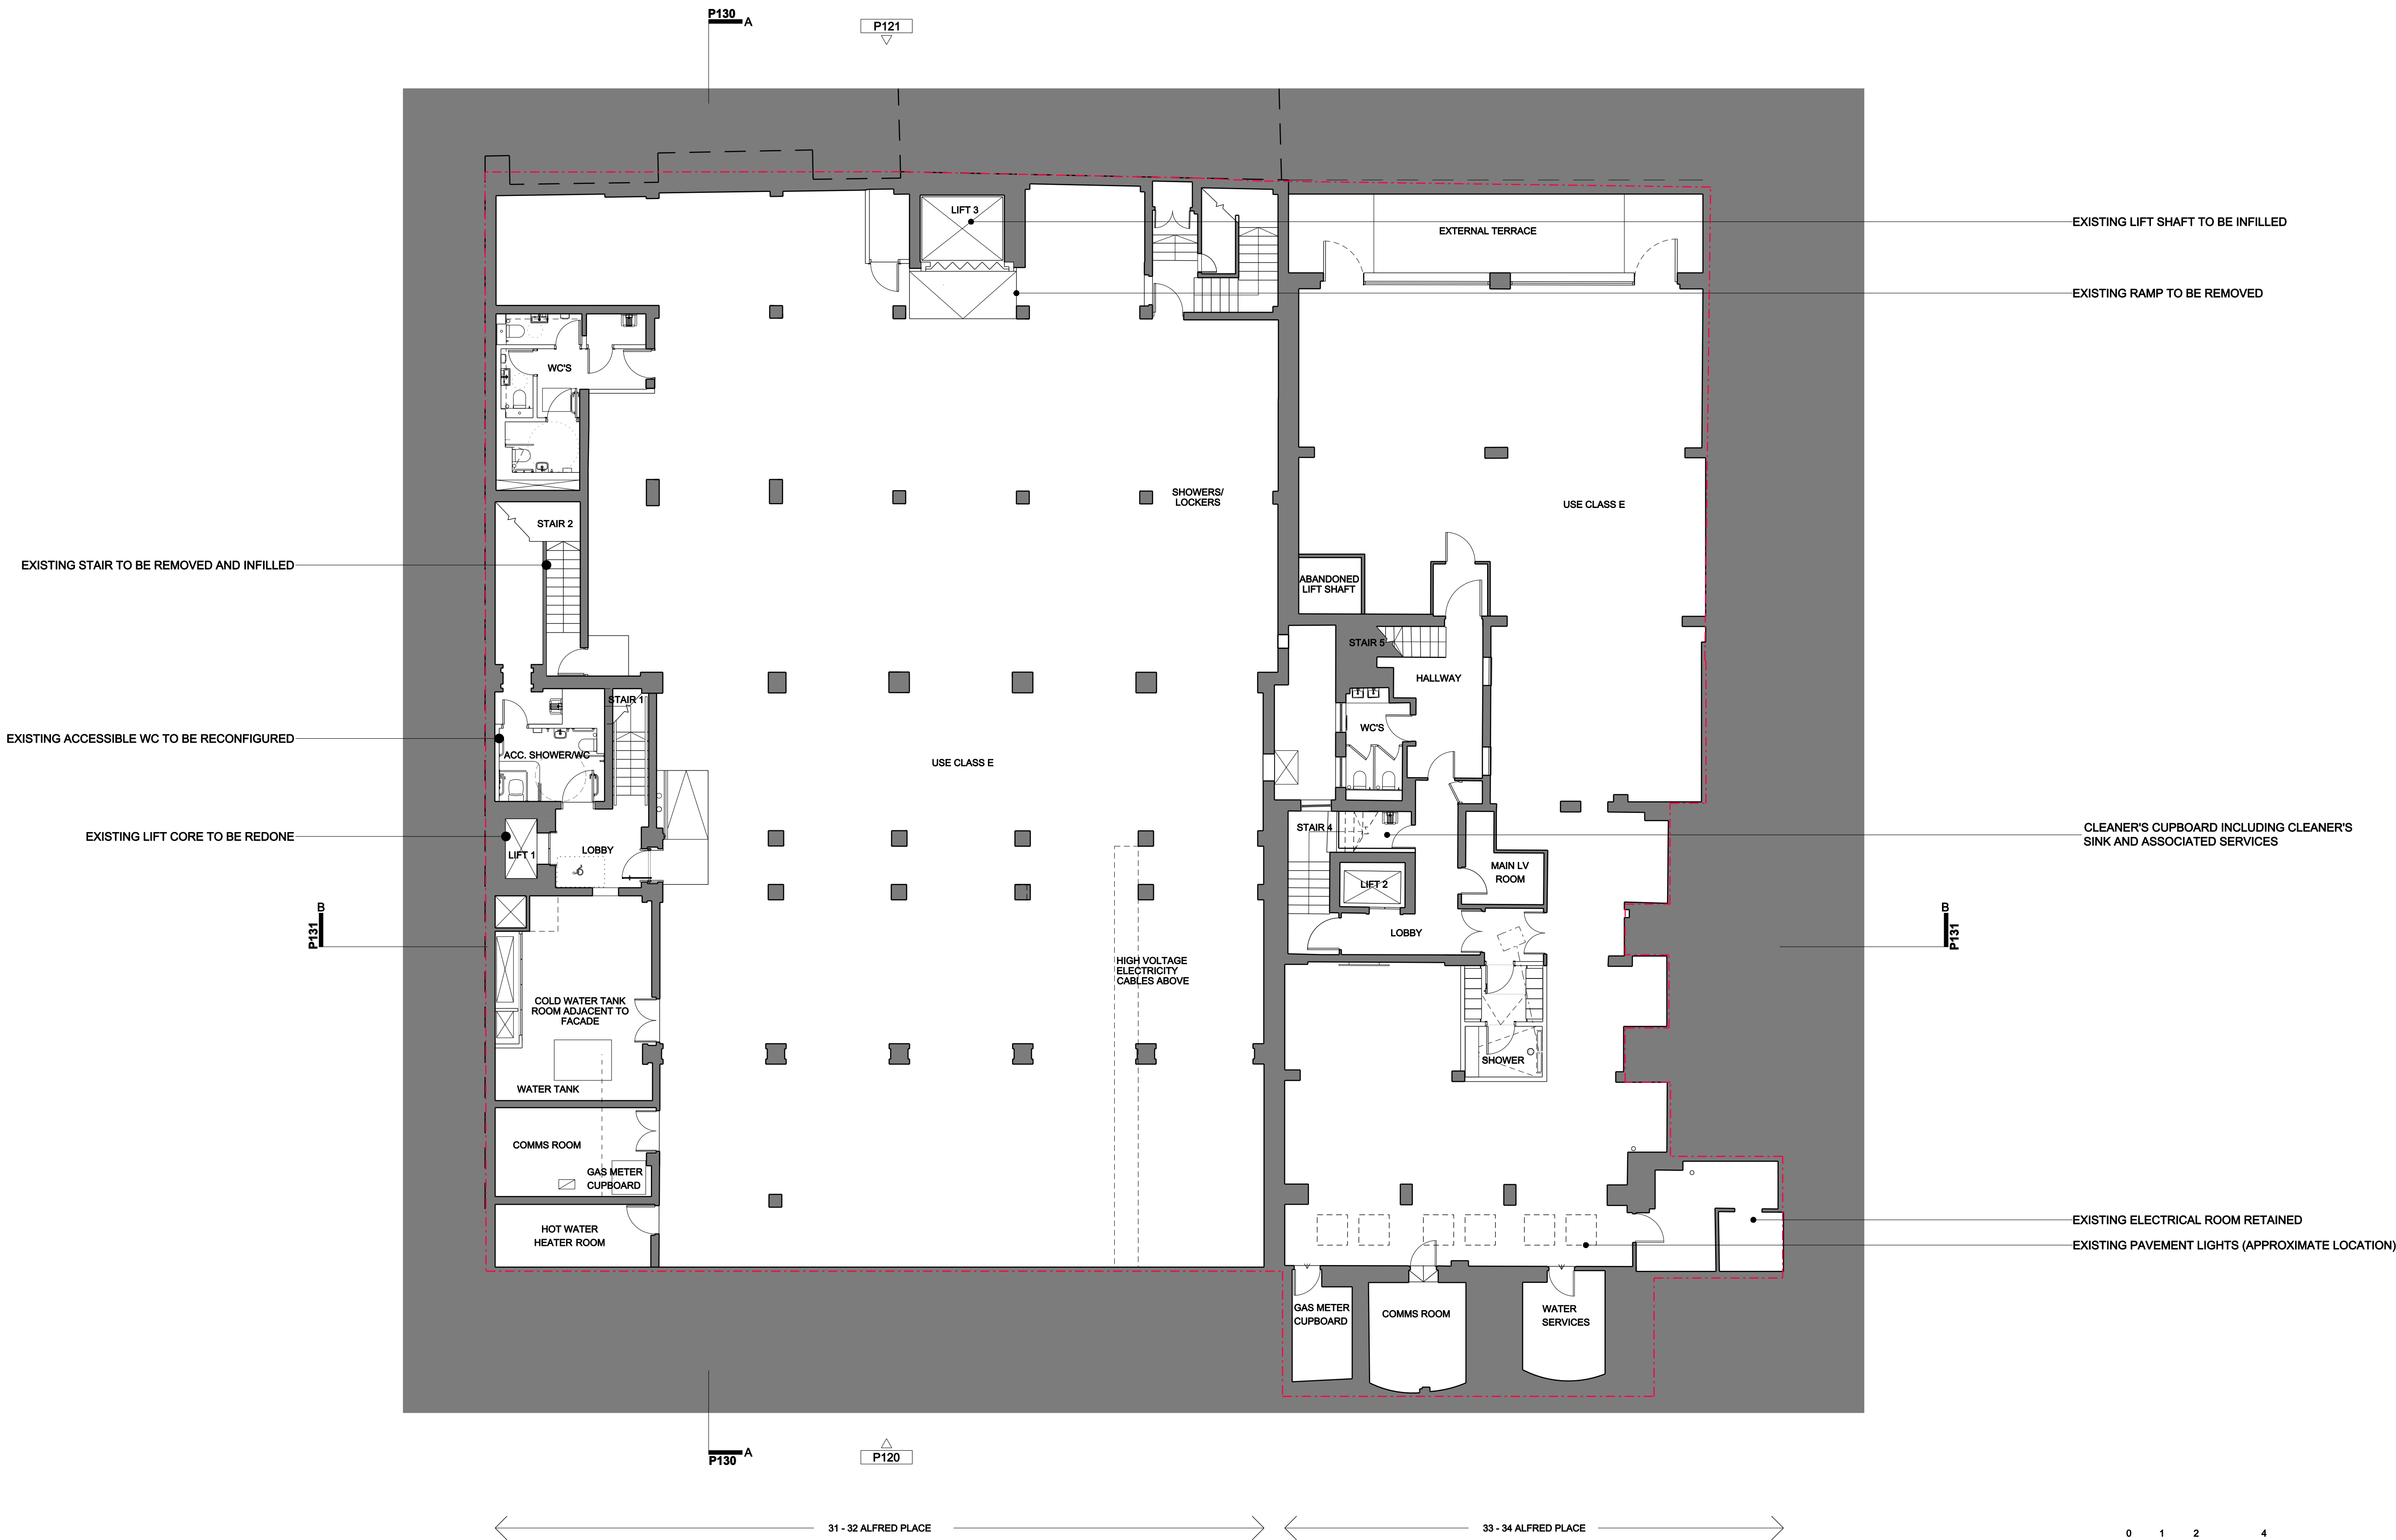 P130
A
P121
LIFT 3
EXISTING LIFT SHAFT TO BE INFILLED
EXTERNAL TERRACE
EXISTING RAMP TO BE REMOVED
WC'S
SHOWERS/
LOCKERS
USE CLASS E
STAIR 2
EXISTING STAIR TO BE REMOVED AND INFILLED
ABANDONED
LIFT SHAFT
STAIR 5
HALLWAY
STAIR 1
WC'S
EXISTING ACCESSIBLE WC TO BE RECONFIGURED
ACC. SHOWER/WC
USE CLASS E
EXISTING LIFT CORE TO BE REDONE
LIFT 1
LOBBY
STAIR 4
CLEANER'S CUPBOARD INCLUDING CLEANER'S
SINK AND ASSOCIATED SERVICES
MAIN LV
ROOM
LIFT 2
B
P131
LOBBY
B
P131
HIGH VOLTAGE
ELECTRICITY
CABLES ABOVE
COLD WATER TANK
ROOM ADJACENT TO
FACADE
SHOWER
WATER TANK
COMMS ROOM
GAS METER
CUPBOARD
HOT WATER
HEATER ROOM
EXISTING ELECTRICAL ROOM RETAINED
EXISTING PAVEMENT LIGHTS (APPROXIMATE LOCATION)
GAS METER
CUPBOARD
COMMS ROOM
WATER
SERVICES
A
P130
P120
31 - 32 ALFRED PLACE
33 - 34 ALFRED PLACE
0 1 2 4